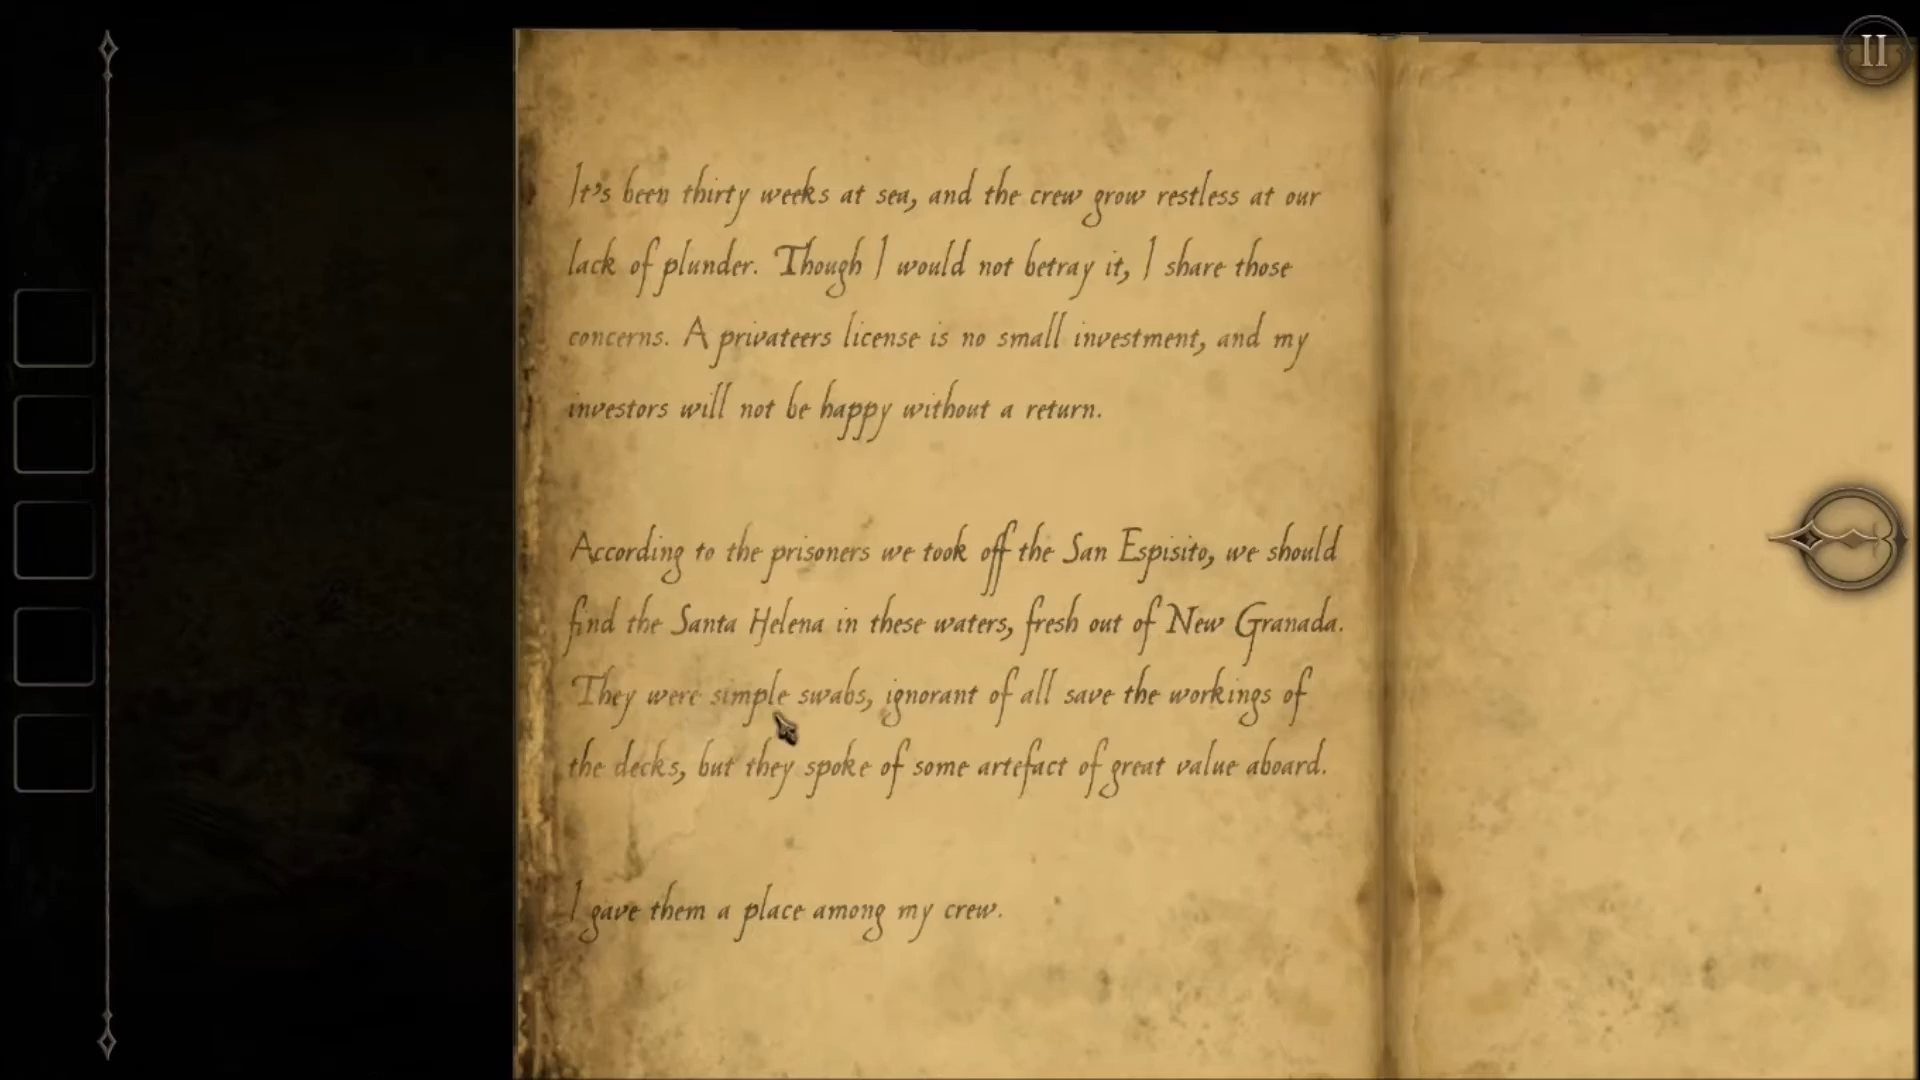 II
It's been thirty weeks at sea, and the crew grow restless at our
lack of plunder. Though I would not betray it, I share those
concerns. A privateers license is no small investment, and my
investors will not be happy without a return.
According to the prisoners we took off the San Espisito, we should
find the Santa Helena in these waters, fresh out of New Granada.
They were simple swabs, ignorant of all save the workings of
the decks, but they spoke of some artefact of great value aboard.
I gave them a place among my crew.